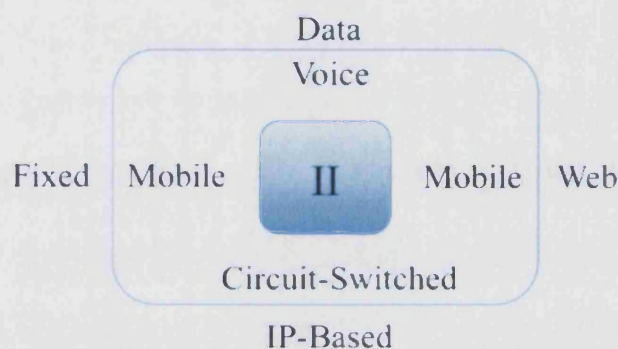 Data
Voice
Fixed Mobile II Mobile Web
Circuit-Switched
IP-Based